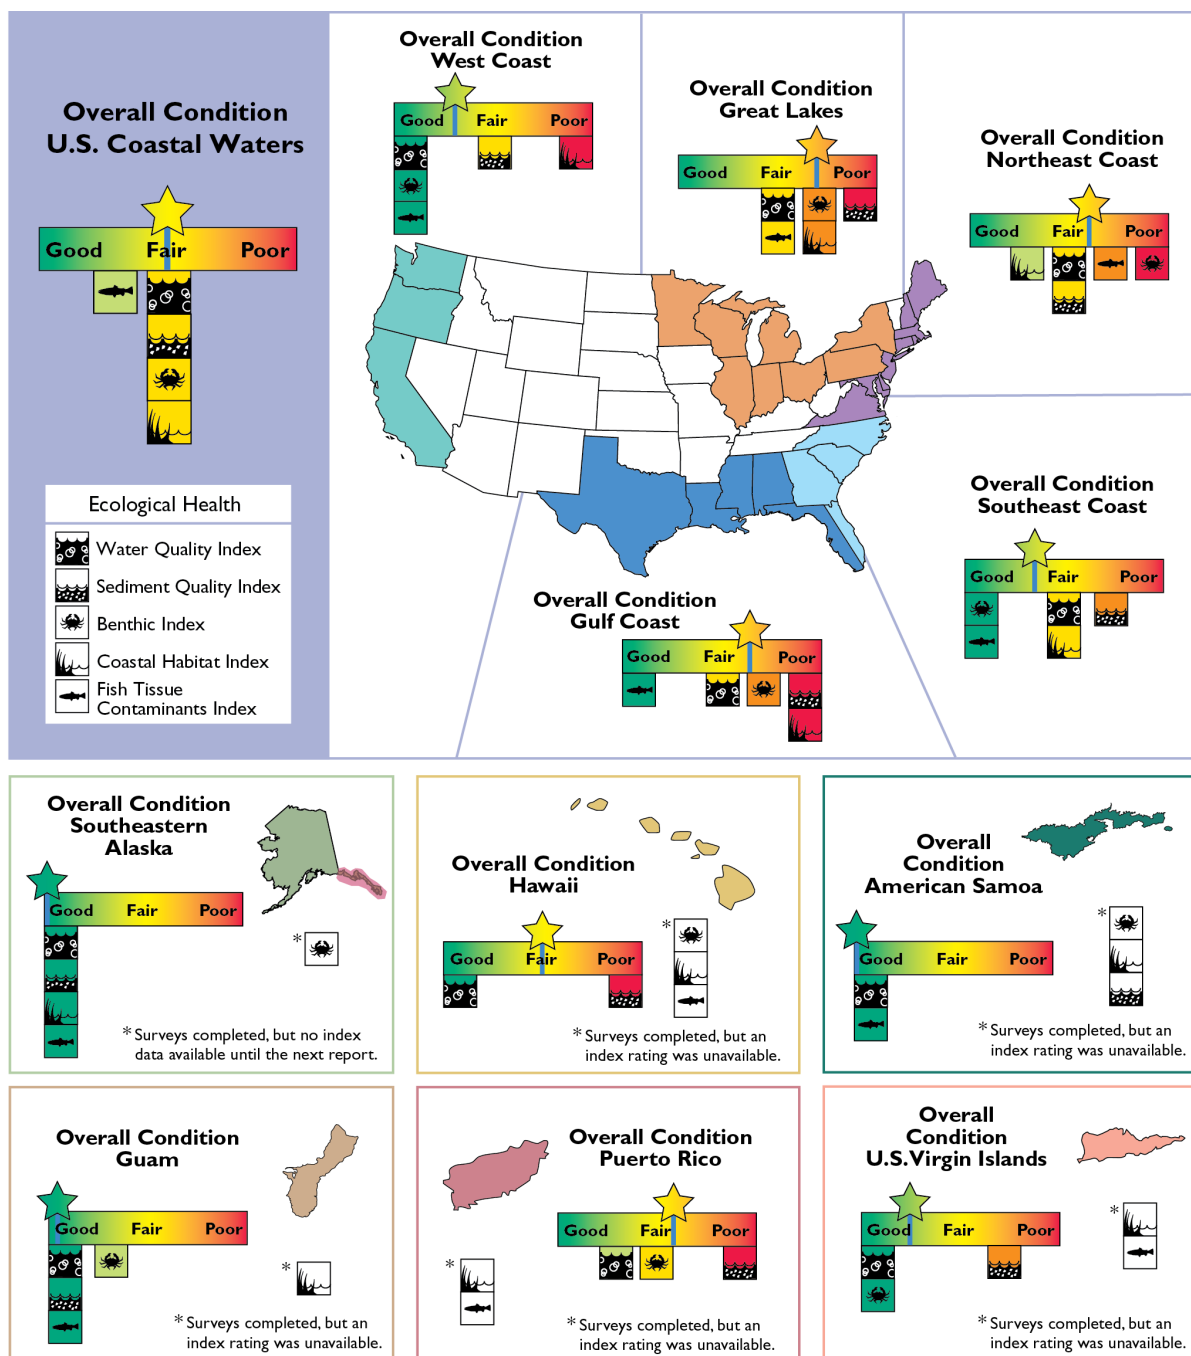 Overall Condition
U.S. Coastal Waters
Good Fair Poor
Ecological Health
Water Quality Index
Sediment Quality Index
Benthic Index
Coastal Habitat Index
Fish Tissue
Contaminants Index
Overall Condition
West Coast
Good Fair Poor
Overall Condition
Great Lakes
Good Fair Poor
Overall Condition
Northeast Coast
Good Fair Poor
Overall Condition
Southeast Coast
Good Fair Poor
Overall Condition
Gulf Coast
Good Fair Poor
Overall Condition
Southeastern
Alaska
Good Fair Poor
*
* Surveys completed, but no index
data available until the next report.
Overall Condition
Hawaii
Good Fair Poor
*
* Surveys completed, but an
index rating was unavailable.
Overall
Condition
American Samoa
Good Fair Poor
*
* Surveys completed, but an
index rating was unavailable.
Overall Condition
Guam
Good Fair Poor
*
* Surveys completed, but an
index rating was unavailable.
Overall Condition
Puerto Rico
Good Fair Poor
*
* Surveys completed, but an
index rating was unavailable.
Overall
Condition
U.S.Virgin Islands
Good Fair Poor
*
* Surveys completed, but an
index rating was unavailable.